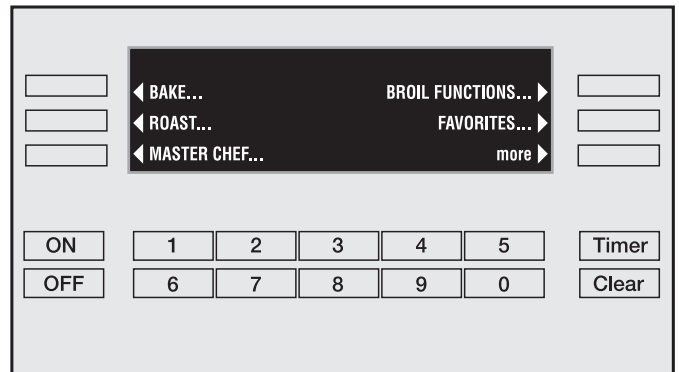 BAKE... BROIL FUNCTIONS...
ROAST... FAVORITES...
MASTER CHEF... more
ON 1 2 3 4 5 Timer
OFF 6 7 8 9 0 Clear